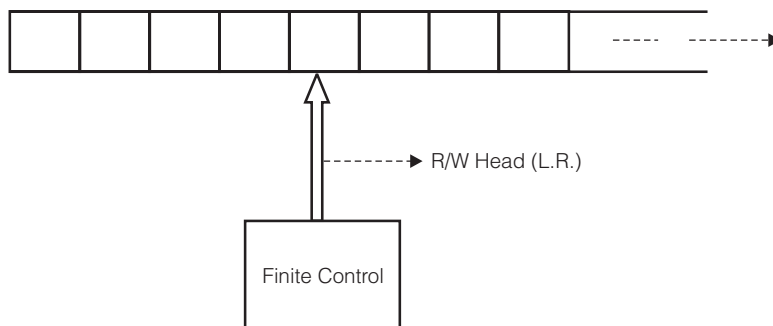 R/W Head (L.R.)
Finite Control